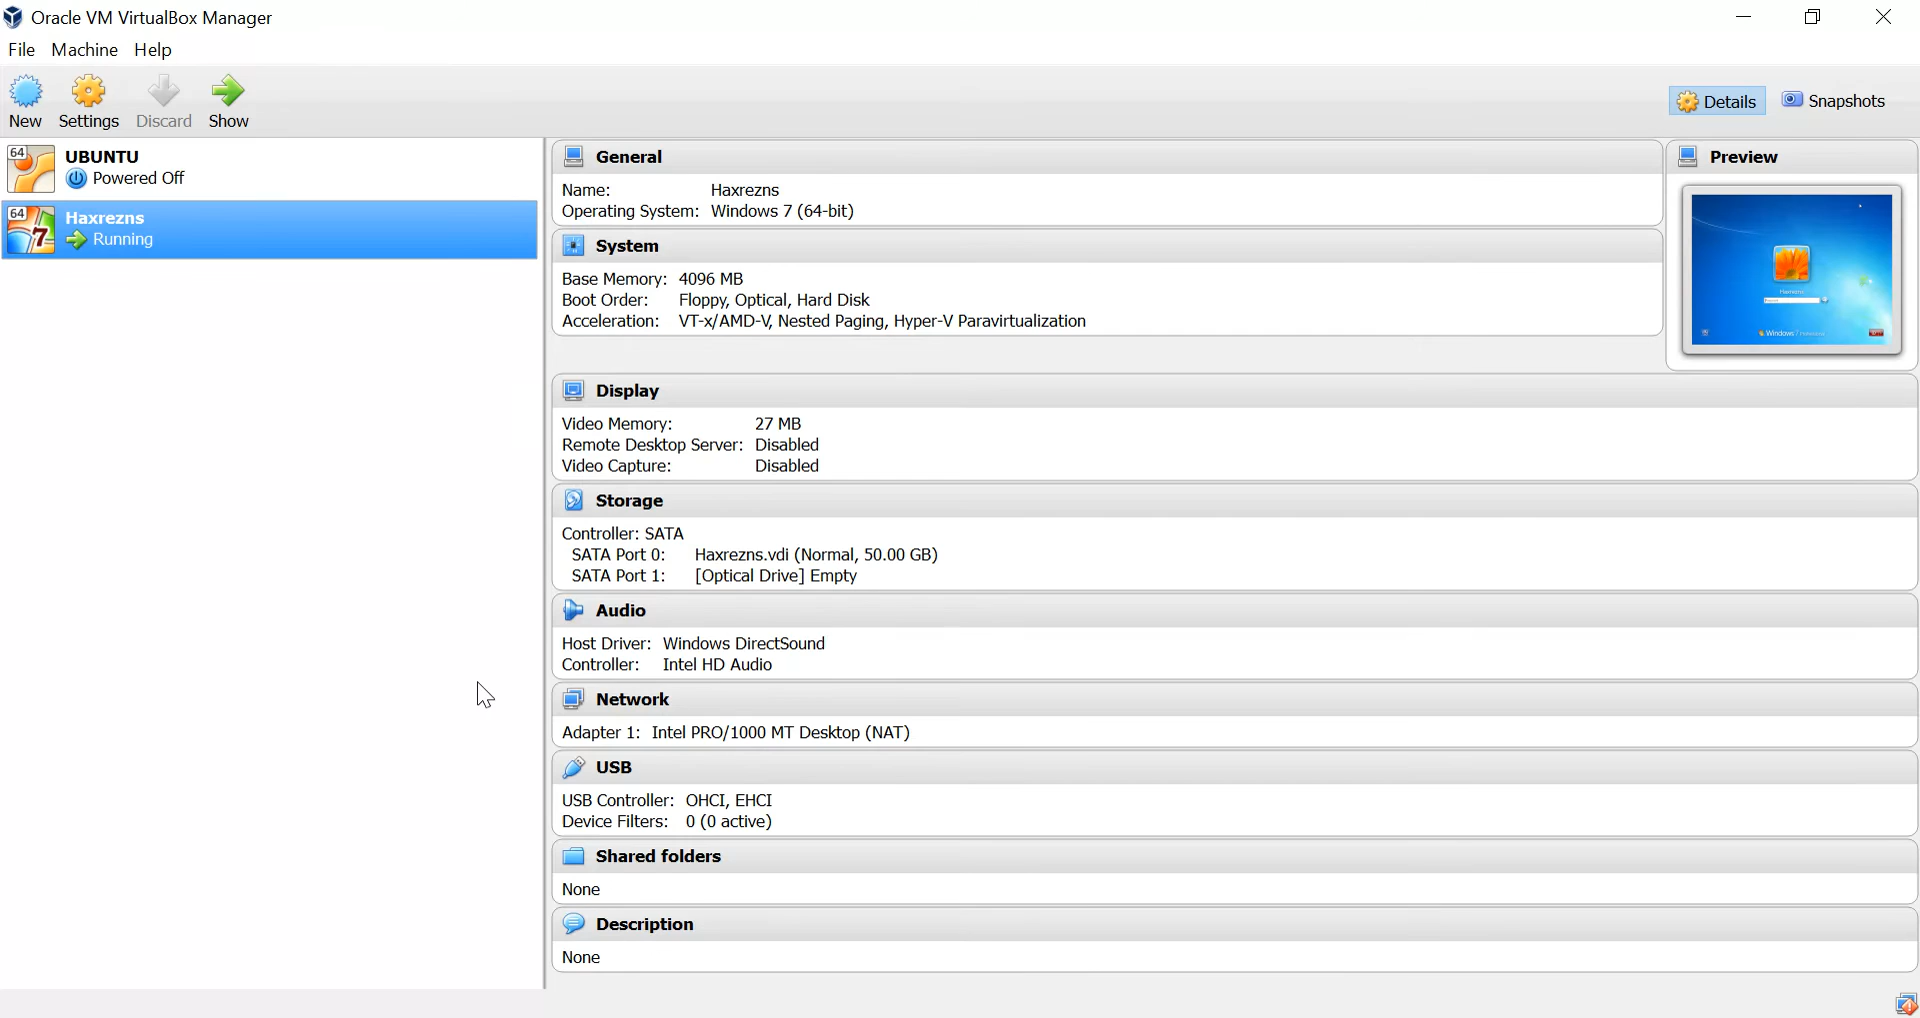 Oracle VM VirtualBox Manager
File Machine Help
New Settings Discard Show
Details Snapshots
64 UBUNTU
Powered Off
64 7 Haxrezns
Running
General
Name: Haxrezns
Operating System: Windows 7 (64-bit)
System
Base Memory: 4096 MB
Boot Order: Floppy, Optical, Hard Disk
Acceleration: VT-x/AMD-V, Nested Paging, Hyper-V Paravirtualization
Preview
Haxrezns
Windows 7
Display
Video Memory: 27 MB
Remote Desktop Server: Disabled
Video Capture: Disabled
Storage
Controller: SATA
SATA Port 0: Haxrezns.vdi (Normal, 50.00 GB)
SATA Port 1: [Optical Drive] Empty
Audio
Host Driver: Windows DirectSound
Controller: Intel HD Audio
Network
Adapter 1: Intel PRO/1000 MT Desktop (NAT)
USB
USB Controller: OHCI, EHCI
Device Filters: 0 (0 active)
Shared folders
None
Description
None